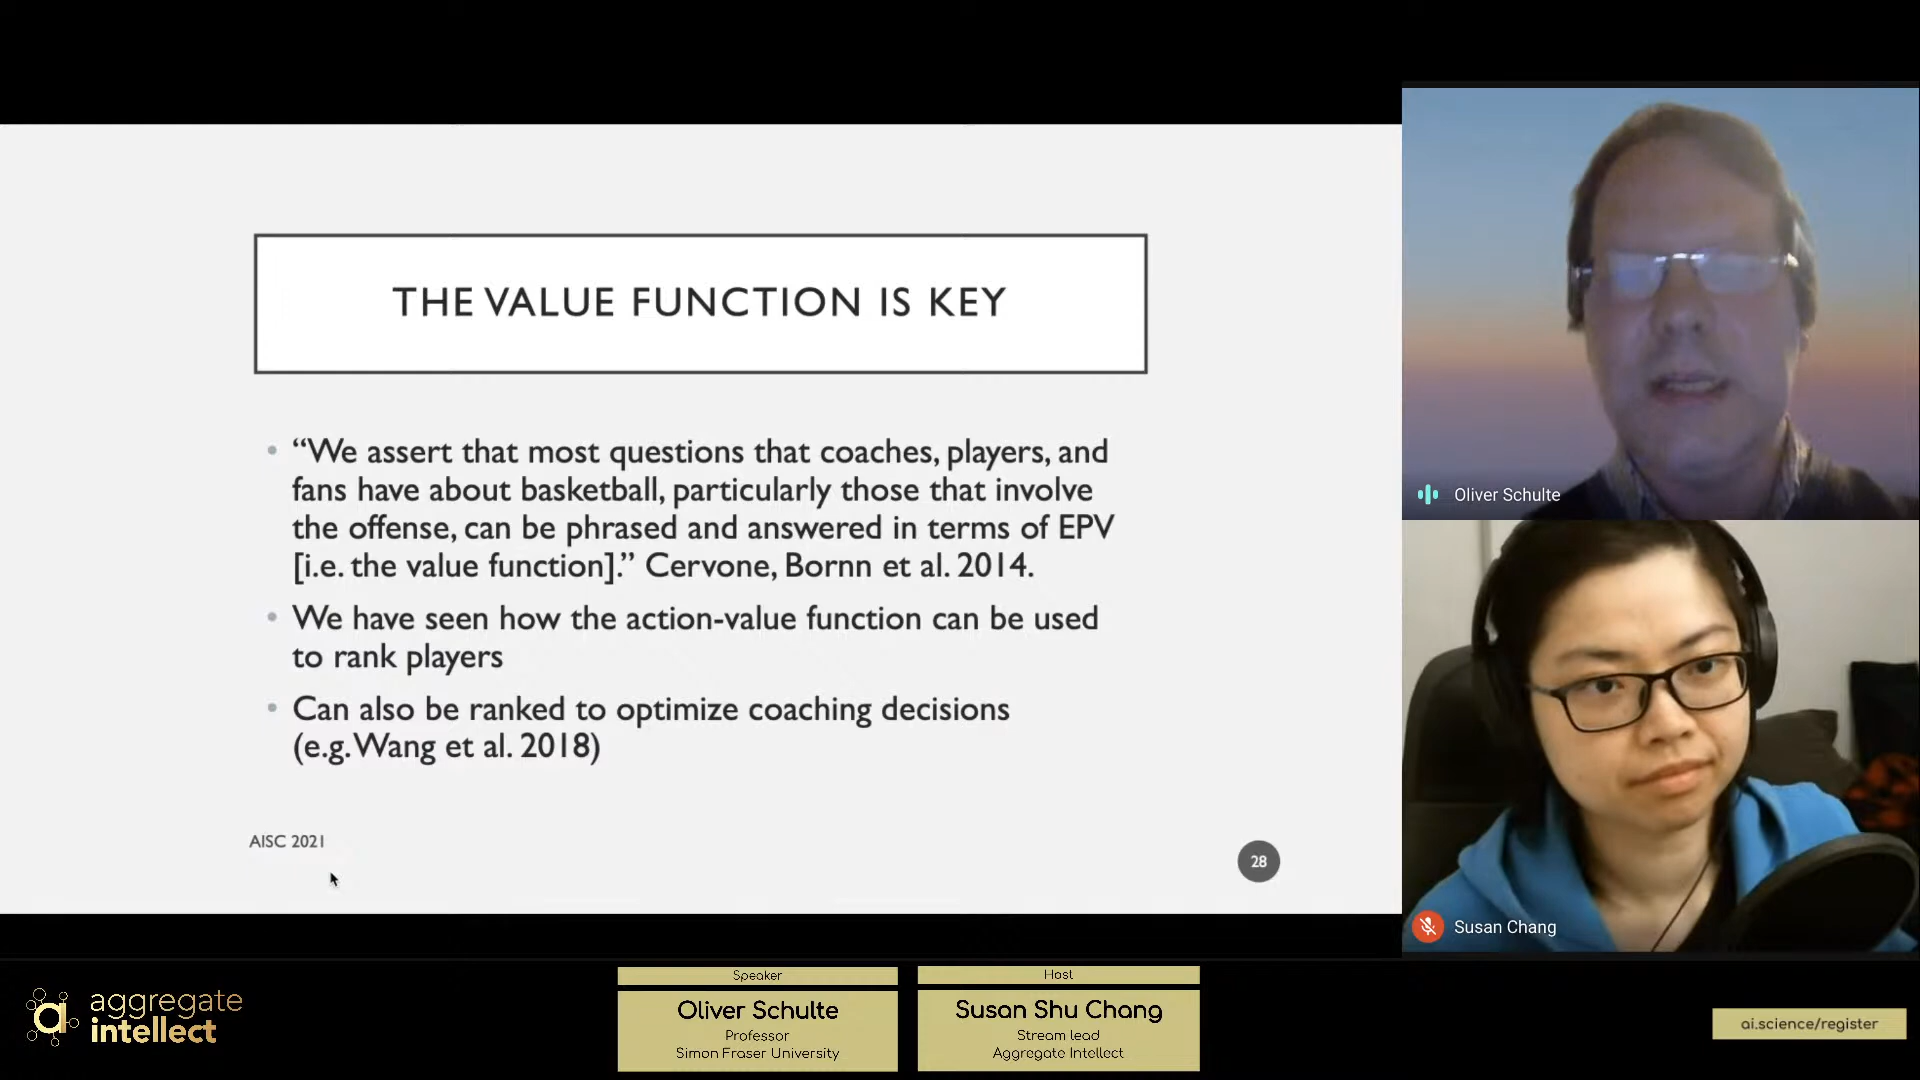 THE VALUE FUNCTION IS KEY
• “We assert that most questions that coaches, players, and
fans have about basketball, particularly those that involve
the offense, can be phrased and answered in terms of EPV
[i.e. the value function].” Cervone, Bornn et al. 2014.
• We have seen how the action-value function can be used
to rank players
• Can also be ranked to optimize coaching decisions
(e.g. Wang et al. 2018)
AISC 2021
28
Oliver Schulte
Susan Chang
aggregate
intellect
Speaker
Oliver Schulte
Professor
Simon Fraser University
Host
Susan Shu Chang
Stream lead
Aggregate Intellect
ai.science/register